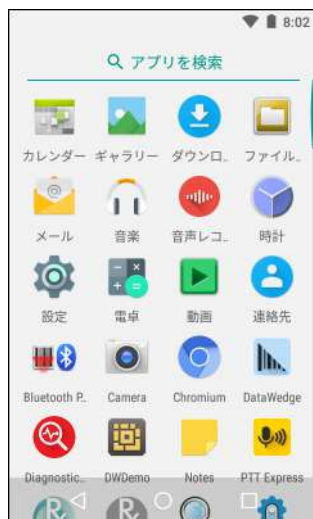 8:02
アプリを検索
カレンダー ギャラリー ダウンロ.. ファイル..
メール 音楽 音声レコ.. 時計
設定 電卓 動画 連絡先
Bluetooth P.. Camera Chromium DataWedge
Diagnostic.. DWDemo Notes PTT Express